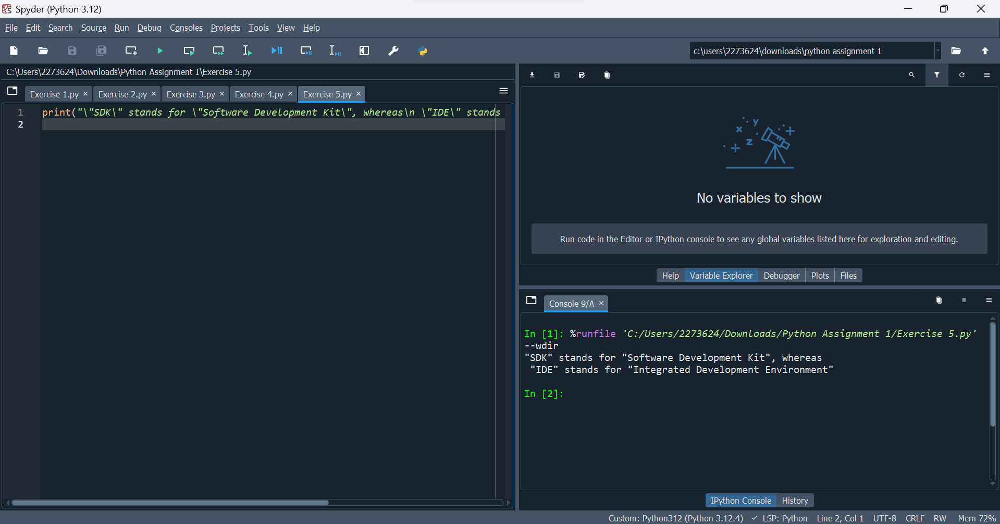 Spyder (Python 3.12)
File Edit Search Source Run Debug Consoles Projects Tools View Help
c:\users\2273624\downloads\python assignment 1
C:\Users\2273624\Downloads\Python Assignment 1\Exercise 5.py
Exercise 1.py Exercise 2.py Exercise 3.py Exercise 4.py Exercise 5.py
1 print("\"SDK\" stands for \"Software Development Kit\", whereas\n \"IDE\" stands
2
x y z
No variables to show
Run code in the Editor or IPython console to see any global variables listed here for exploration and editing.
Help Variable Explorer Debugger Plots Files
Console 9/A
In [1]: %runfile 'C:/Users/2273624/Downloads/Python Assignment 1/Exercise 5.py'
--wdir
"SDK" stands for "Software Development Kit", whereas
"IDE" stands for "Integrated Development Environment"
In [2]:
IPython Console History
Custom: Python312 (Python 3.12.4) ✓ LSP: Python Line 2, Col 1 UTF-8 CRLF RW Mem 72%